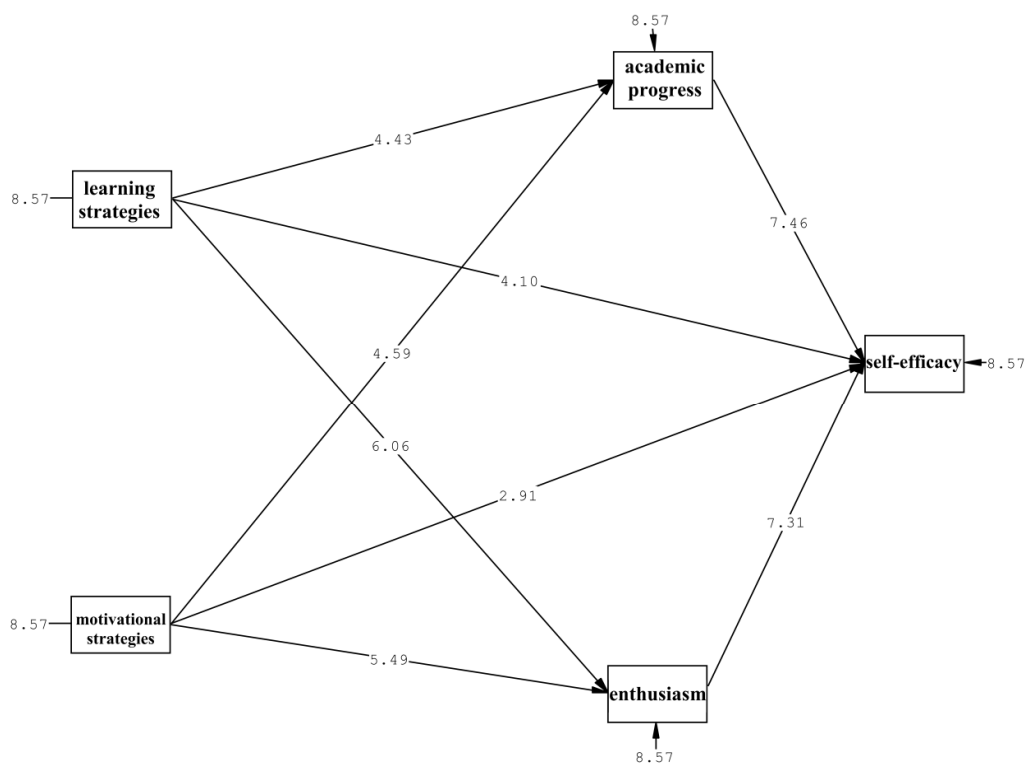 8.57
academic
progress
4.43
learning
strategies
8.57
7.46
4.10
4.59
self-efficacy
8.57
6.06
2.91
7.31
motivational
strategies
8.57
5.49
enthusiasm
8.57